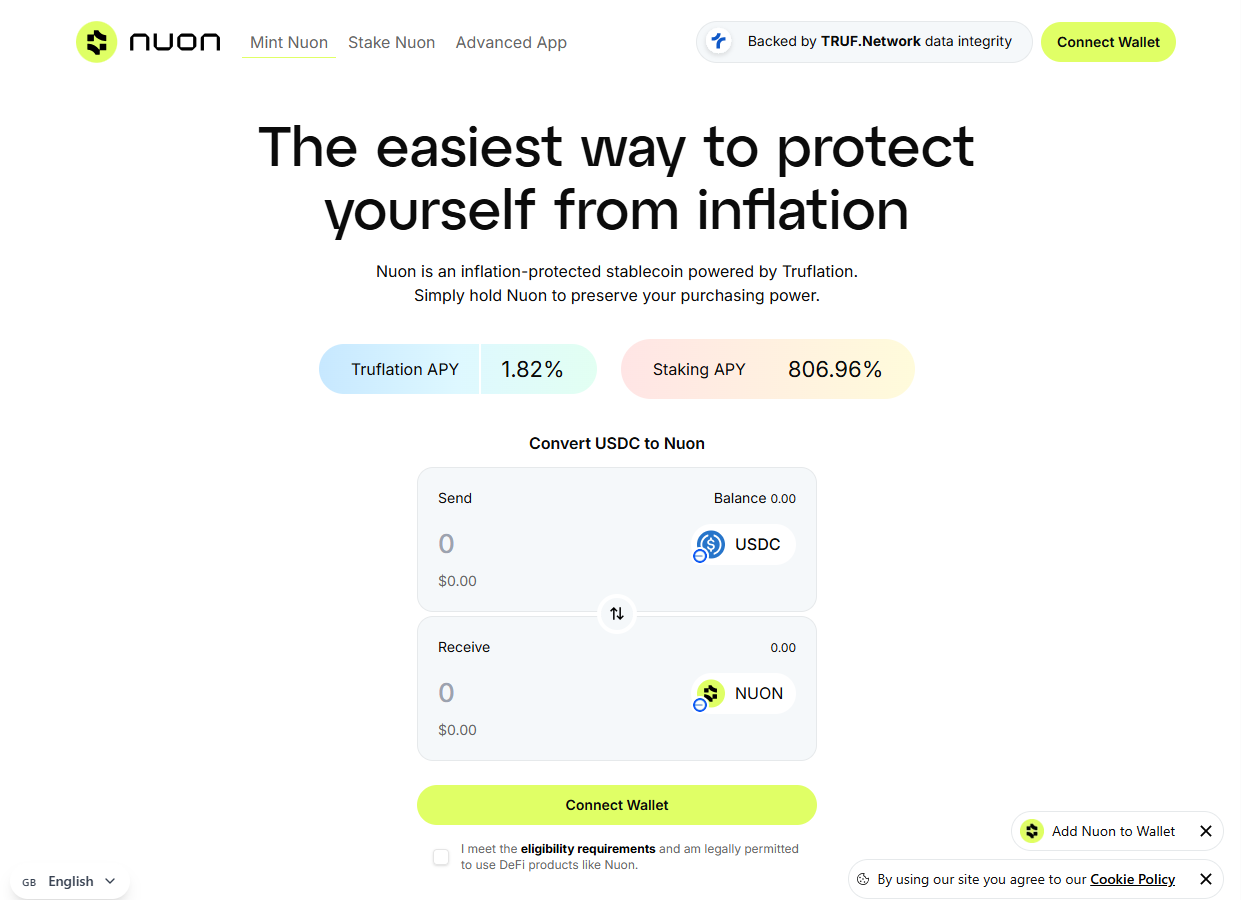 nuon
Mint Nuon
Stake Nuon
Advanced App
Backed by TRUF.Network data integrity
Connect Wallet
The easiest way to protect
yourself from inflation
Nuon is an inflation-protected stablecoin powered by Truflation.
Simply hold Nuon to preserve your purchasing power.
Truflation APY 1.82%
Staking APY 806.96%
Convert USDC to Nuon
Send Balance 0.00
0 USDC
$0.00
Receive 0.00
0 NUON
$0.00
Connect Wallet
I meet the eligibility requirements and am legally permitted
to use DeFi products like Nuon.
Add Nuon to Wallet
By using our site you agree to our Cookie Policy
GB English